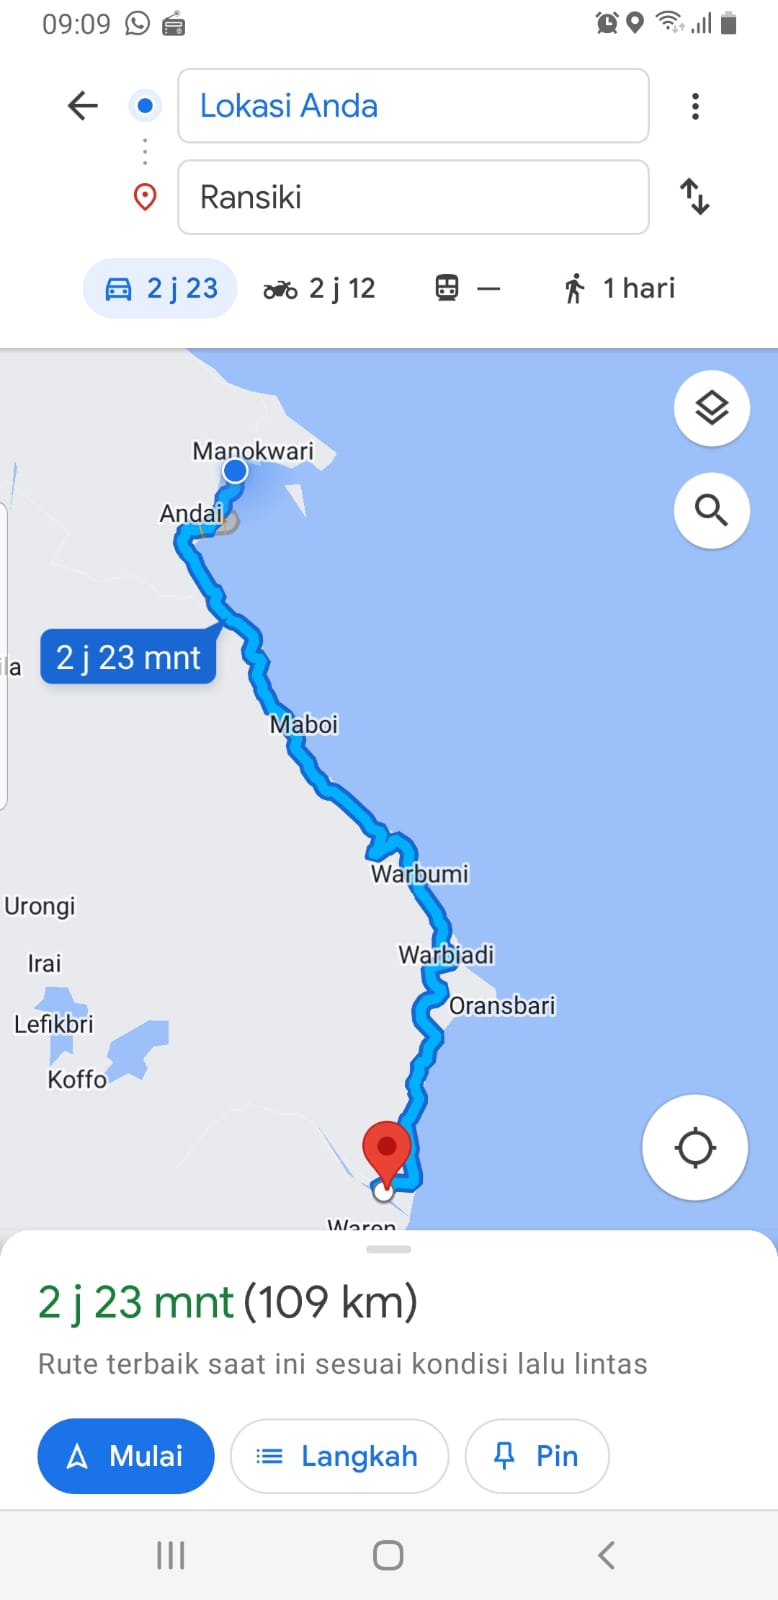 09:09
Lokasi Anda
Ransiki
2 j 23
2 j 12
—
1 hari
Manokwari
Andai
2 j 23 mnt
Maboi
Warbumi
Urongi
Warbiadi
Irai
Oransbari
Lefikbri
Koffo
Waren
2 j 23 mnt (109 km)
Rute terbaik saat ini sesuai kondisi lalu lintas
Mulai
Langkah
Pin